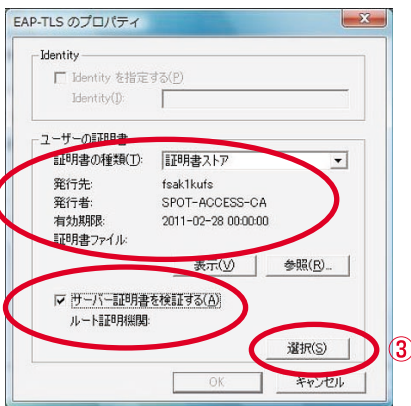 EAP-TLS のプロパティ
Identity
Identity を指定する(P)
Identity(I):
ユーザーの証明書
証明書の種類(T): 証明書ストア
発行先: fsak1kufs
発行者: SPOT-ACCESS-CA
有効期限: 2011-02-28 00:00:00
証明書ファイル:
表示(V) 参照(R)...
サーバー証明書を検証する(A)
ルート証明機関:
選択(S) ③
OK キャンセル